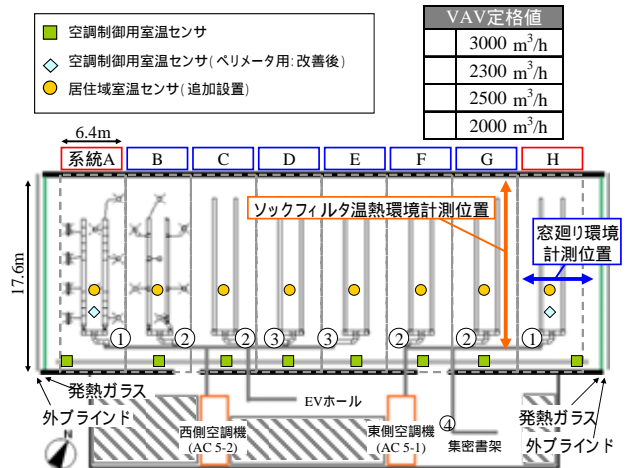 空調制御用室温センサ
空調制御用室温センサ(ペリメータ用:改善後)
居住域室温センサ(追加設置)
VAV定格値
3000 m³/h
2300 m³/h
2500 m³/h
2000 m³/h
6.4m
系統A B C D E F G H
ソックフィルタ温熱環境計測位置
窓廻り環境
計測位置
17.6m
① ② ② ③ ③ ② ② ①
発熱ガラス
外ブラインド
EVホール
西側空調機
(AC 5-2)
東側空調機
(AC 5-1)
④
集密書架
発熱ガラス
外ブラインド
N